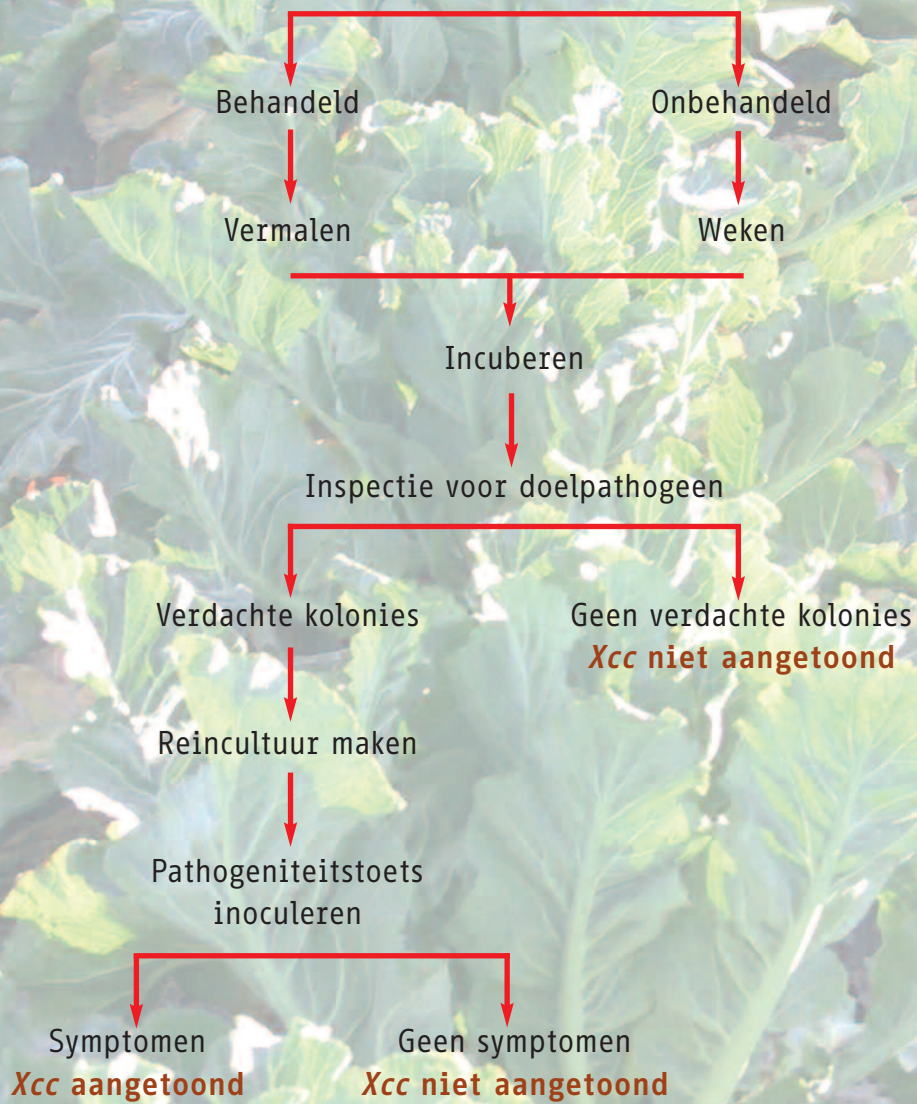 Behandeld
Onbehandeld
Vermalen
Weken
Incuberen
Inspectie voor doelpathogeen
Verdachte kolonies
Geen verdachte kolonies
Xcc niet aangetoond
Reincultuur maken
Pathogeniteitstoets
inoculeren
Symptomen
Xcc aangetoond
Geen symptomen
Xcc niet aangetoond